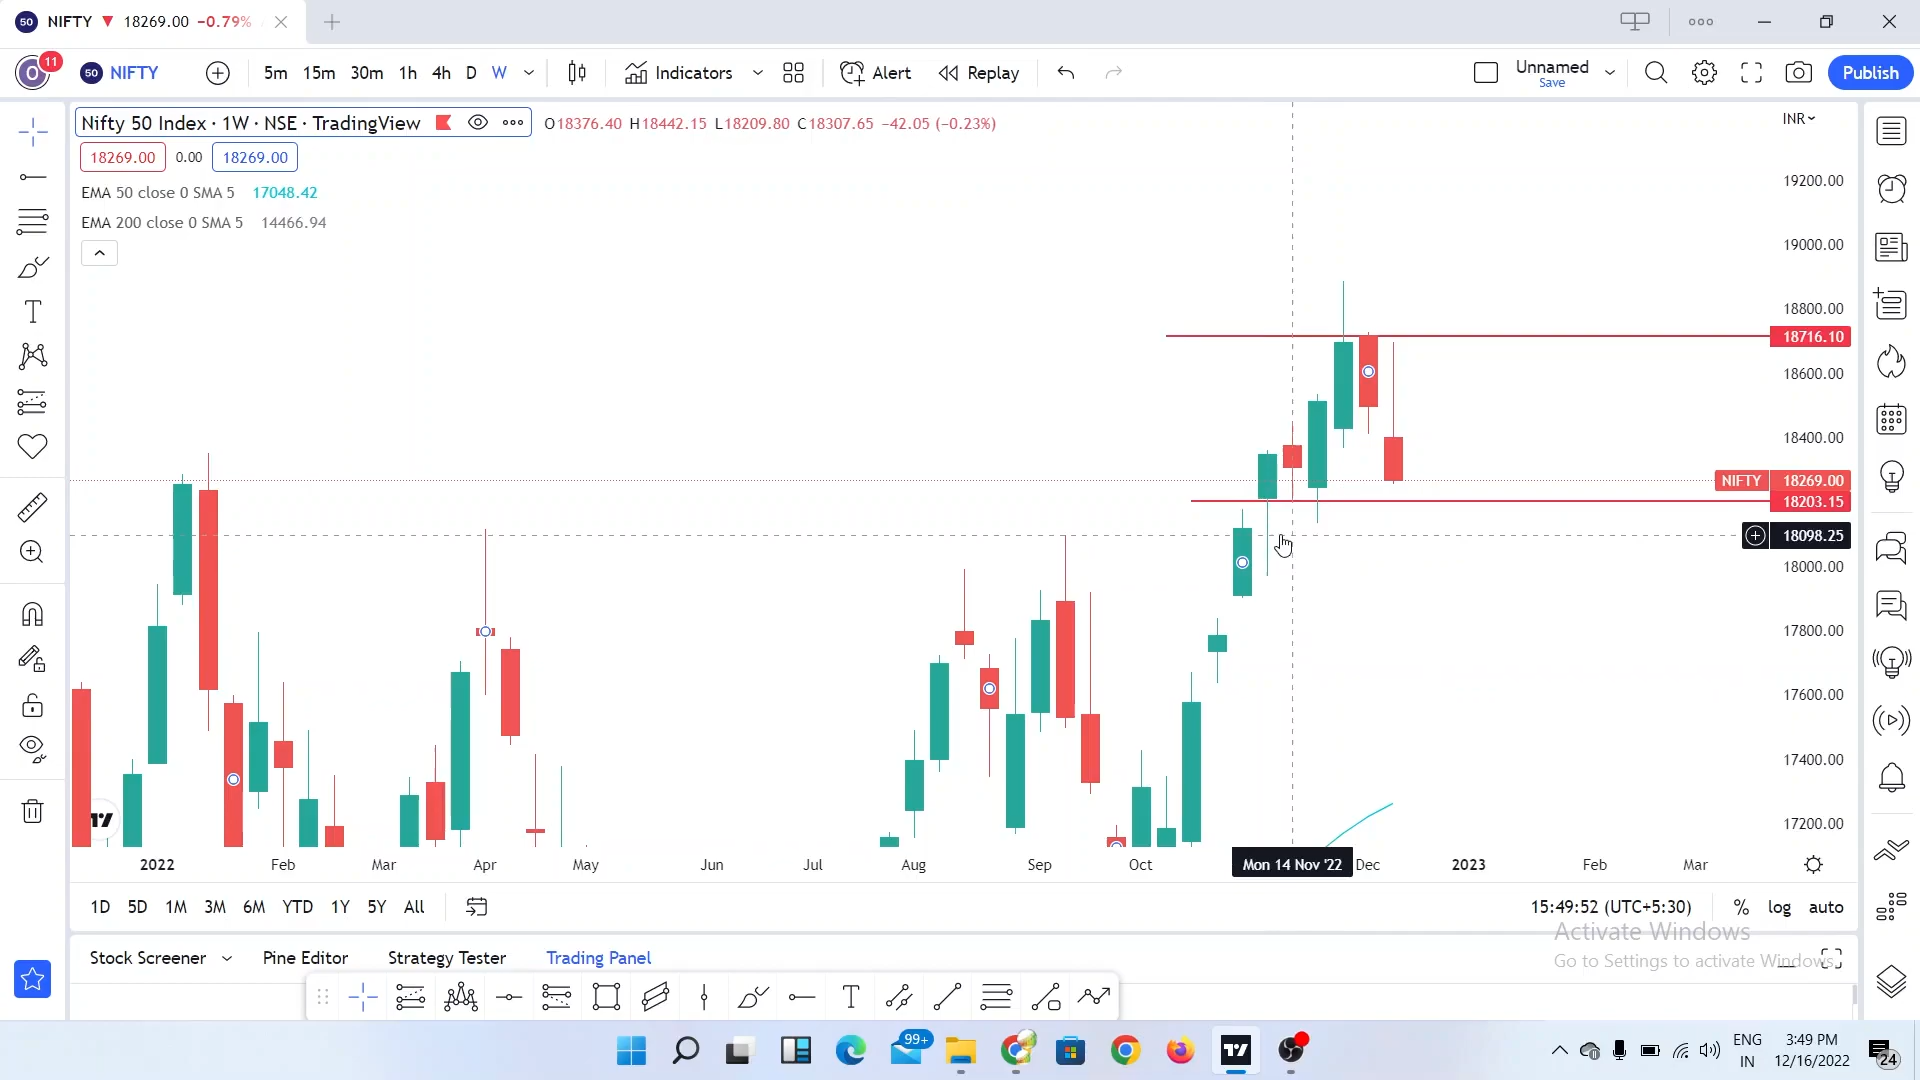 50 NIFTY ▼ 18269.00 −0.79%
O 11 50 NIFTY 5m 15m 30m 1h 4h D W Indicators Alert Replay Unnamed Save Publish
Nifty 50 Index · 1W · NSE · TradingView O18376.40 H18442.15 L18209.80 C18307.65 −42.05 (−0.23%) INR
18269.00 0.00 18269.00
EMA 50 close 0 SMA 5 17048.42
EMA 200 close 0 SMA 5 14466.94
19200.00
19000.00
18800.00
18716.10
18600.00
18400.00
NIFTY 18269.00
18203.15
18098.25
18000.00
17800.00
17600.00
17400.00
17200.00
2022 Feb Mar Apr May Jun Jul Aug Sep Oct Mon 14 Nov '22 Dec 2023 Feb Mar
1D 5D 1M 3M 6M YTD 1Y 5Y All 15:49:52 (UTC+5:30) % log auto
Activate Windows
Go to Settings to activate Windows.
Stock Screener Pine Editor Strategy Tester Trading Panel
99+ ENG IN 3:49 PM 12/16/2022 24